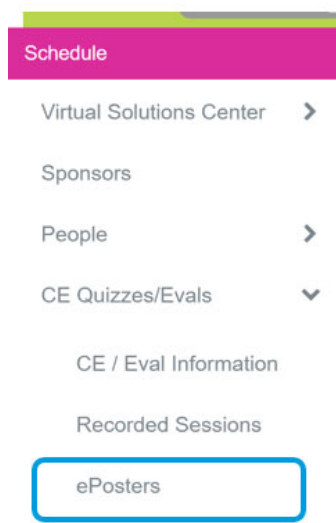 Schedule
Virtual Solutions Center
Sponsors
People
CE Quizzes/Evals
CE / Eval Information
Recorded Sessions
ePosters